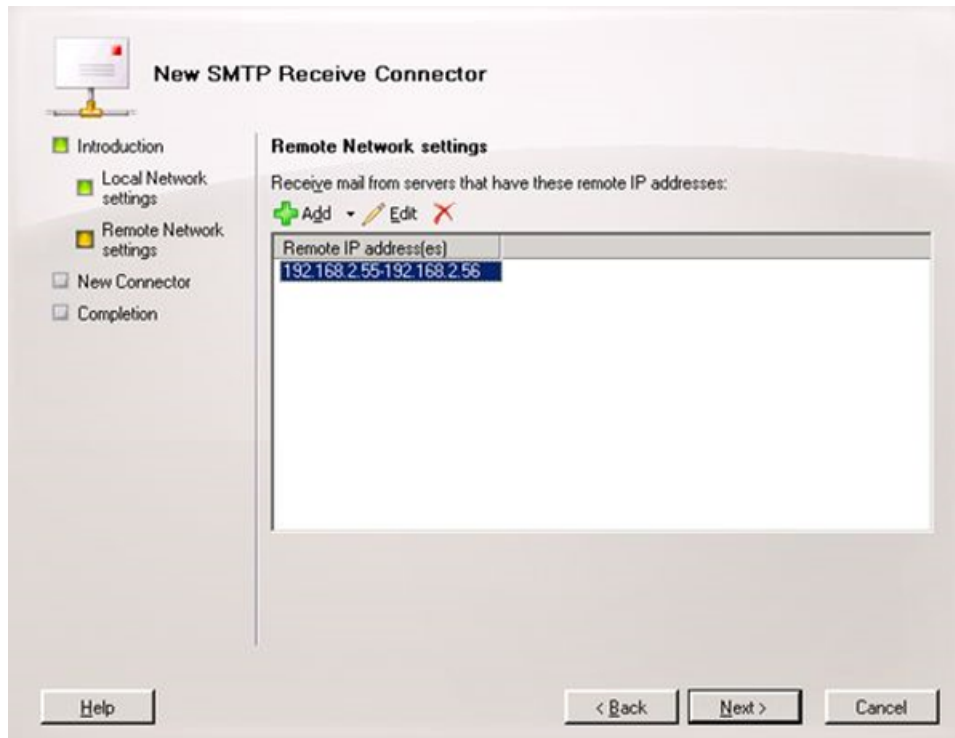 New SMTP Receive Connector
Introduction
Local Network
settings
Remote Network
settings
New Connector
Completion
Remote Network settings
Receive mail from servers that have these remote IP addresses:
Add Edit
Remote IP address(es)
192.168.2.55-192.168.2.56
Help
< Back Next > Cancel